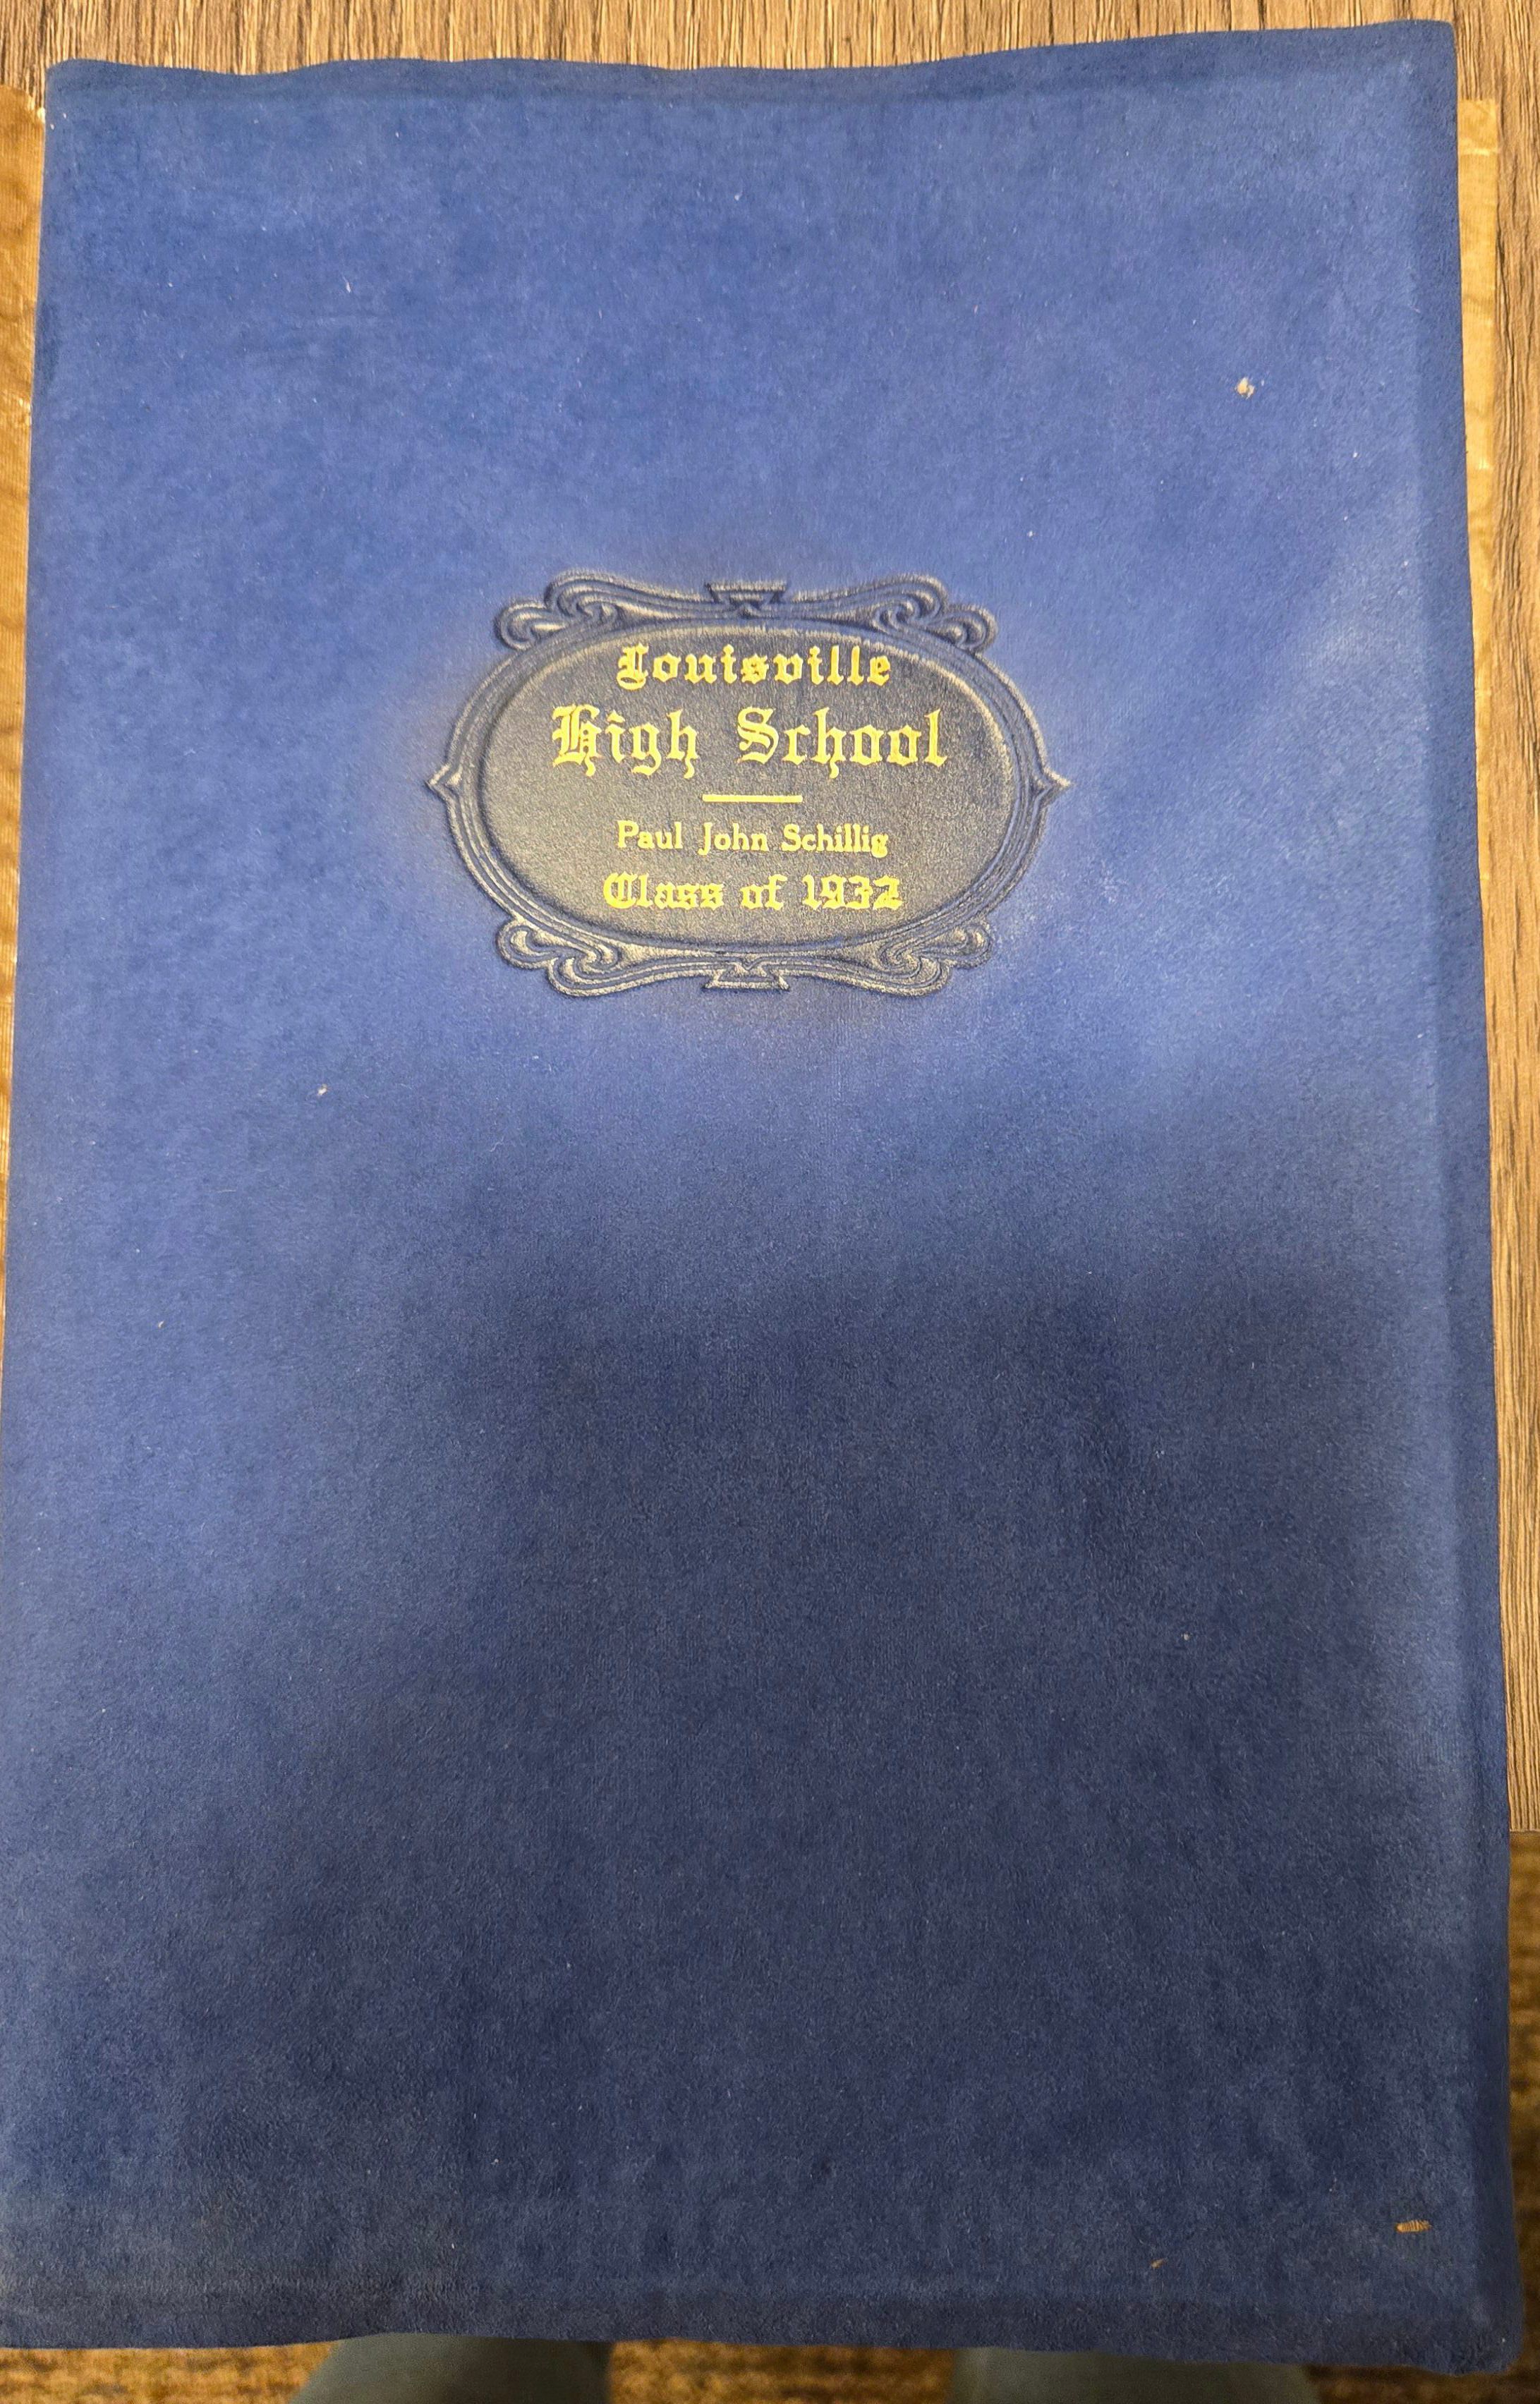 Louisville
High School
Paul John Schillig
Class of 1932